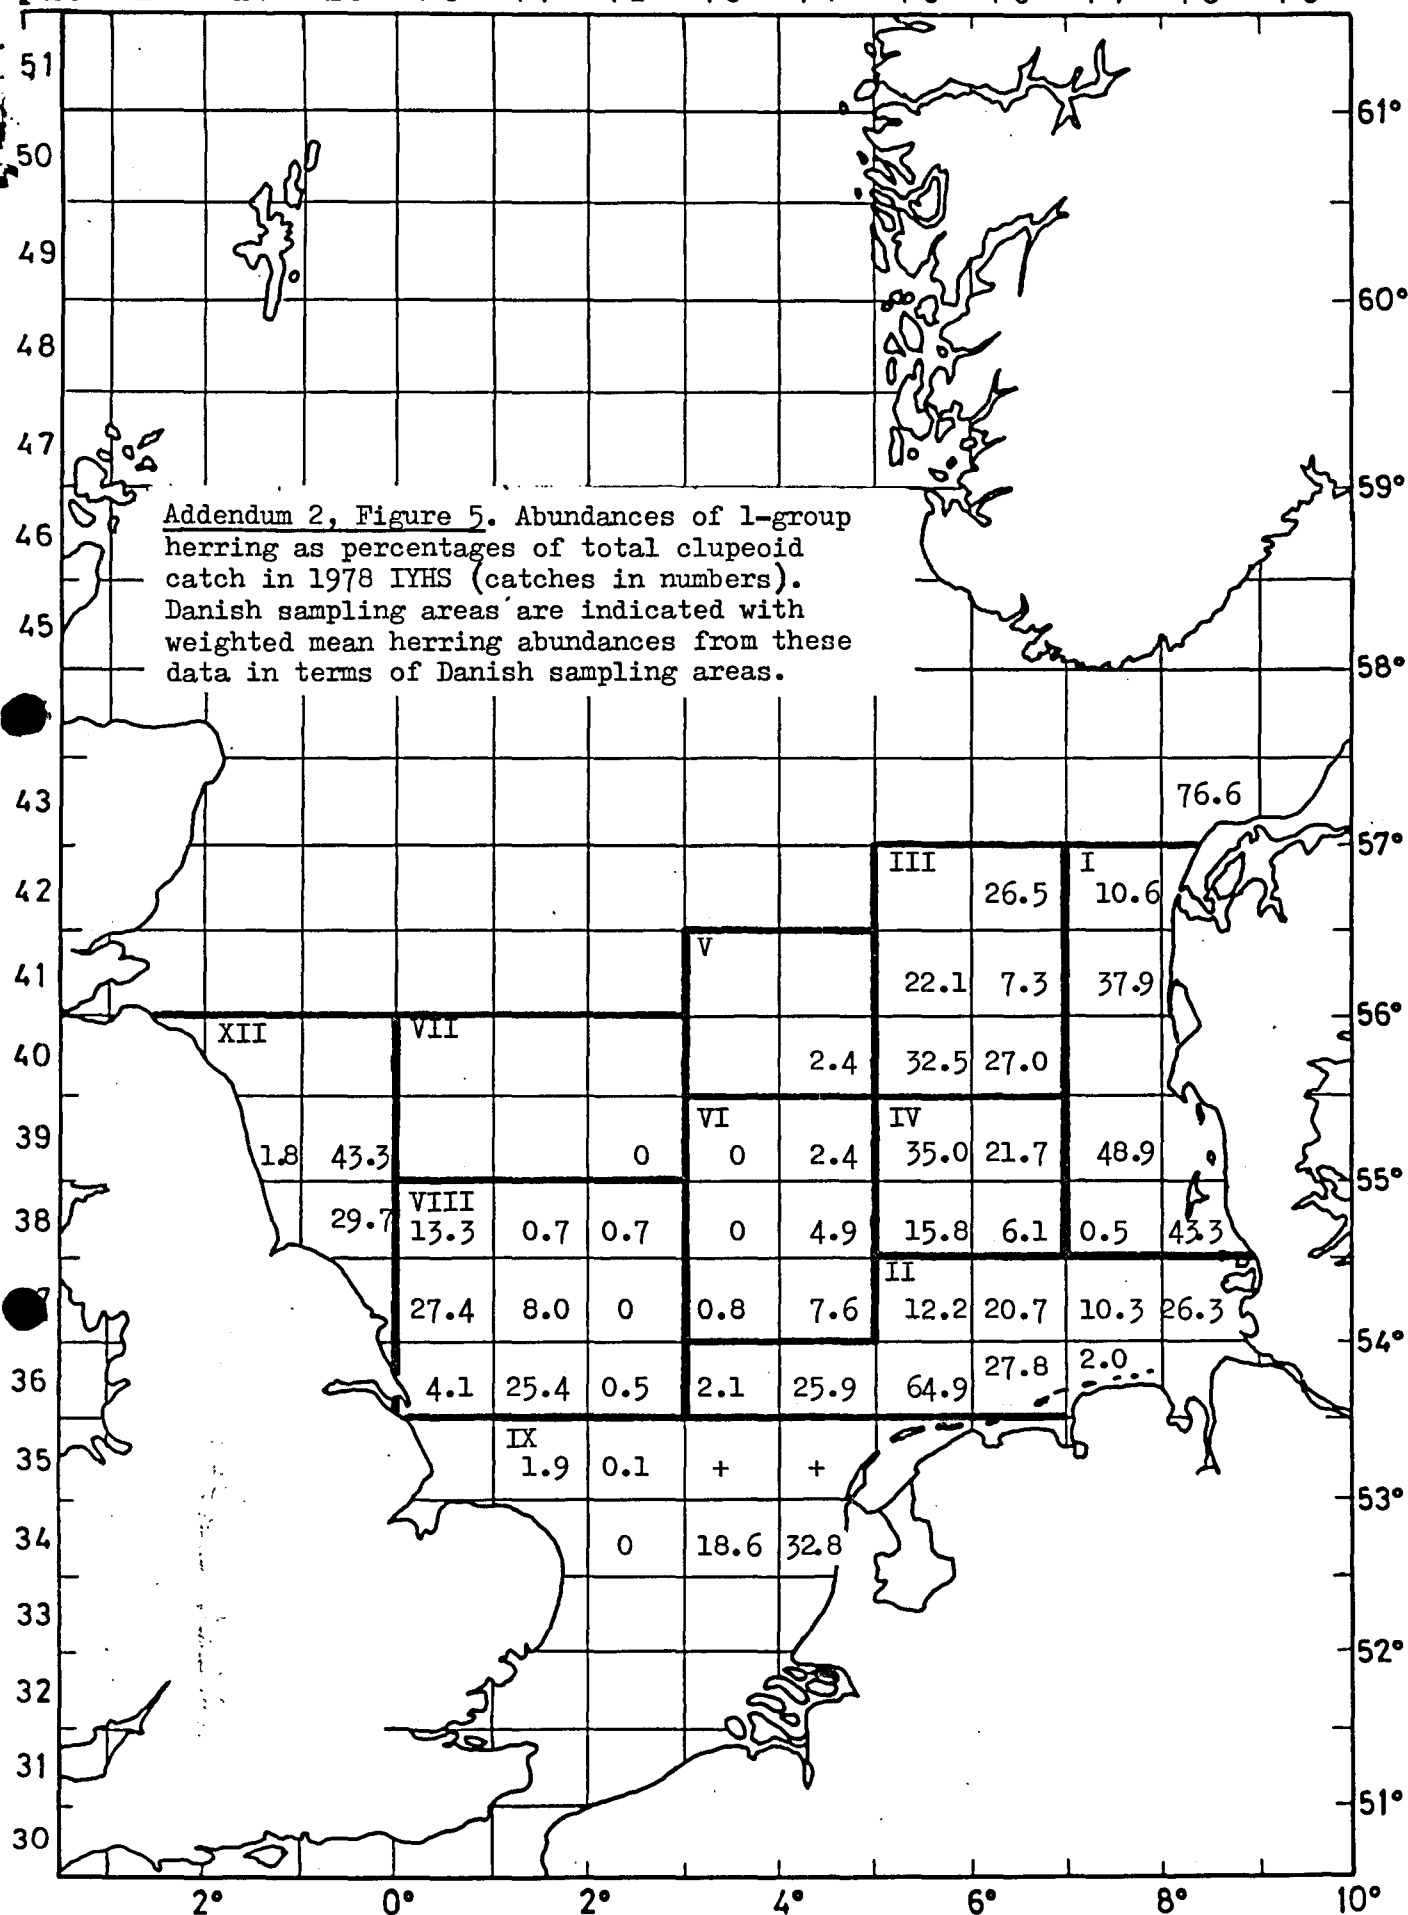 51
61°
50
49
60°
48
47
59°
46
Addendum 2, Figure 5. Abundances of 1-group
herring as percentages of total clupeoid
catch in 1978 IYHS (catches in numbers).
Danish sampling areas are indicated with
weighted mean herring abundances from these
data in terms of Danish sampling areas.
45
58°
43
76.6
57°
III I
42
26.5 10.6
V
41
22.1 7.3 37.9
56°
XII VII
40
2.4 32.5 27.0
VI IV
39
1.8 43.3 0 0 2.4 35.0 21.7 48.9
55°
VIII
38
29.7 13.3 0.7 0.7 0 4.9 15.8 6.1 0.5 43.3
II
27.4 8.0 0 0.8 7.6 12.2 20.7 10.3 26.3
54°
36
4.1 25.4 0.5 2.1 25.9 64.9 27.8 2.0
IX
35
1.9 0.1 + +
53°
34
0 18.6 32.8
33
52°
32
31
51°
30
2° 0° 2° 4° 6° 8° 10°